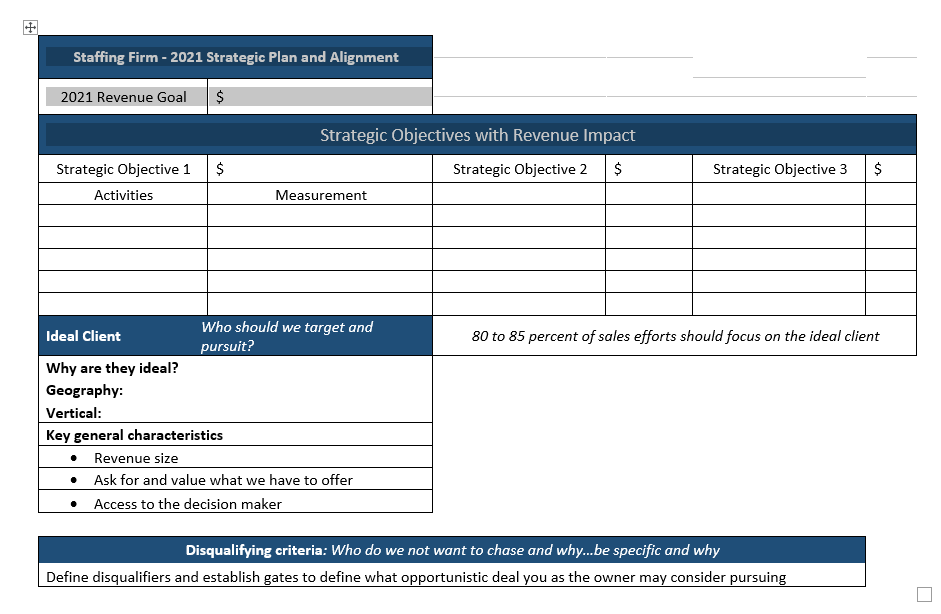 Staffing Firm - 2021 Strategic Plan and Alignment
2021 Revenue Goal $
Strategic Objectives with Revenue Impact
Strategic Objective 1 $ Strategic Objective 2 $ Strategic Objective 3 $
Activities Measurement
Ideal Client Who should we target and
pursuit?
80 to 85 percent of sales efforts should focus on the ideal client
Why are they ideal?
Geography:
Vertical:
Key general characteristics
• Revenue size
• Ask for and value what we have to offer
• Access to the decision maker
Disqualifying criteria: Who do we not want to chase and why...be specific and why
Define disqualifiers and establish gates to define what opportunistic deal you as the owner may consider pursuing